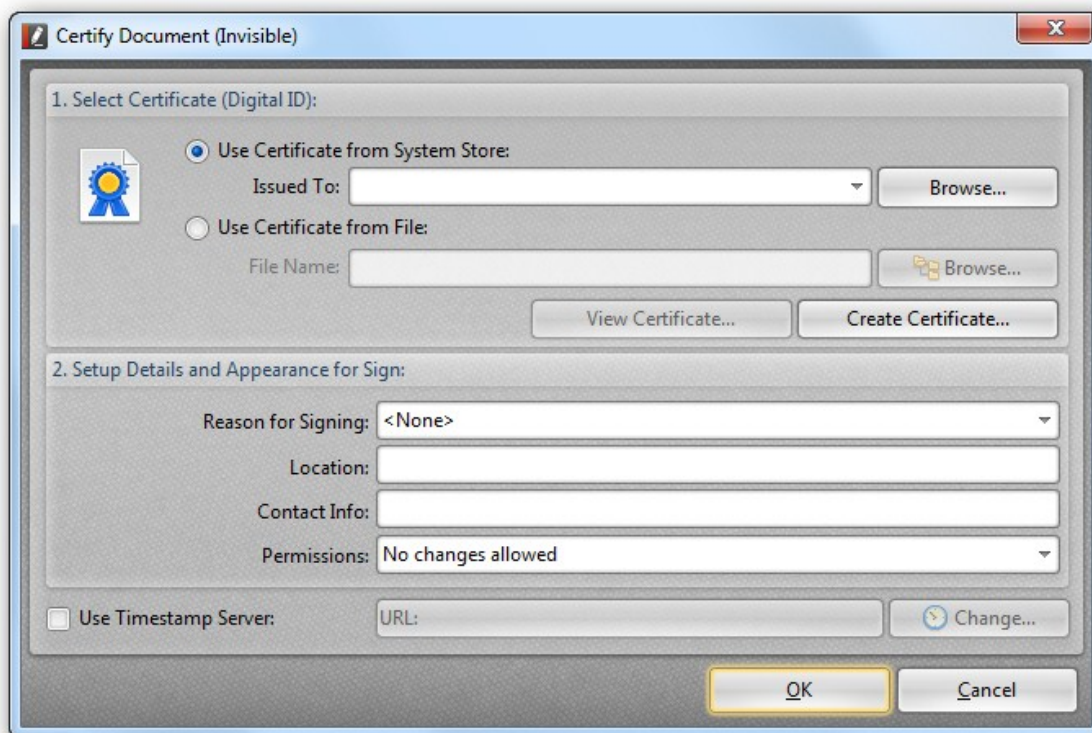 Certify Document (Invisible)
1. Select Certificate (Digital ID):
Use Certificate from System Store:
Issued To:
Browse...
Use Certificate from File:
File Name:
Browse...
View Certificate...
Create Certificate...
2. Setup Details and Appearance for Sign:
Reason for Signing: <None>
Location:
Contact Info:
Permissions: No changes allowed
Use Timestamp Server: URL: Change...
OK Cancel